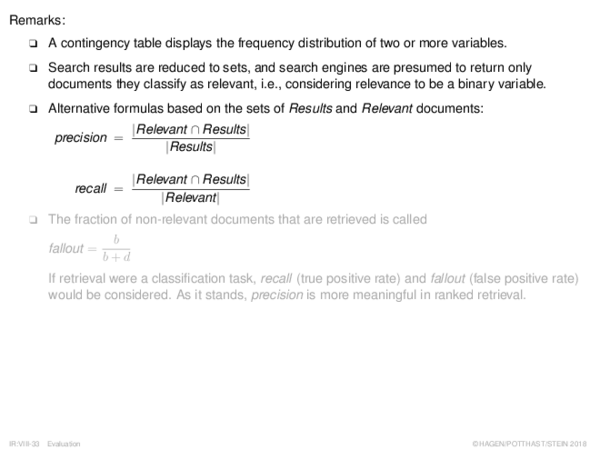 Remarks:
❑ A contingency table displays the frequency distribution of two or more variables.
❑ Search results are reduced to sets, and search engines are presumed to return only
documents they classify as relevant, i.e., considering relevance to be a binary variable.
❑ Alternative formulas based on the sets of Results and Relevant documents:
precision = |Relevant ∩ Results| / |Results|
recall = |Relevant ∩ Results| / |Relevant|
❑ The fraction of non-relevant documents that are retrieved is called
fallout = b / b + d
If retrieval were a classification task, recall (true positive rate) and fallout (false positive rate)
would be considered. As it stands, precision is more meaningful in ranked retrieval.
IR:VIII-33 Evaluation ©HAGEN/POTTHAST/STEIN 2018